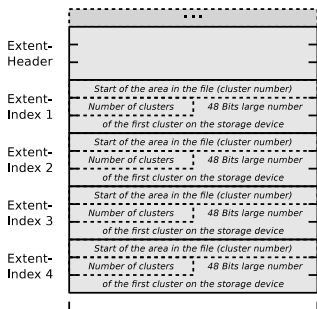 ...
Extent-
Header
Start of the area in the file (cluster number)
Extent-
Index 1
Number of clusters 48 Bits large number
of the first cluster on the storage device
Start of the area in the file (cluster number)
Extent-
Index 2
Number of clusters 48 Bits large number
of the first cluster on the storage device
Start of the area in the file (cluster number)
Extent-
Index 3
Number of clusters 48 Bits large number
of the first cluster on the storage device
Start of the area in the file (cluster number)
Extent-
Index 4
Number of clusters 48 Bits large number
of the first cluster on the storage device